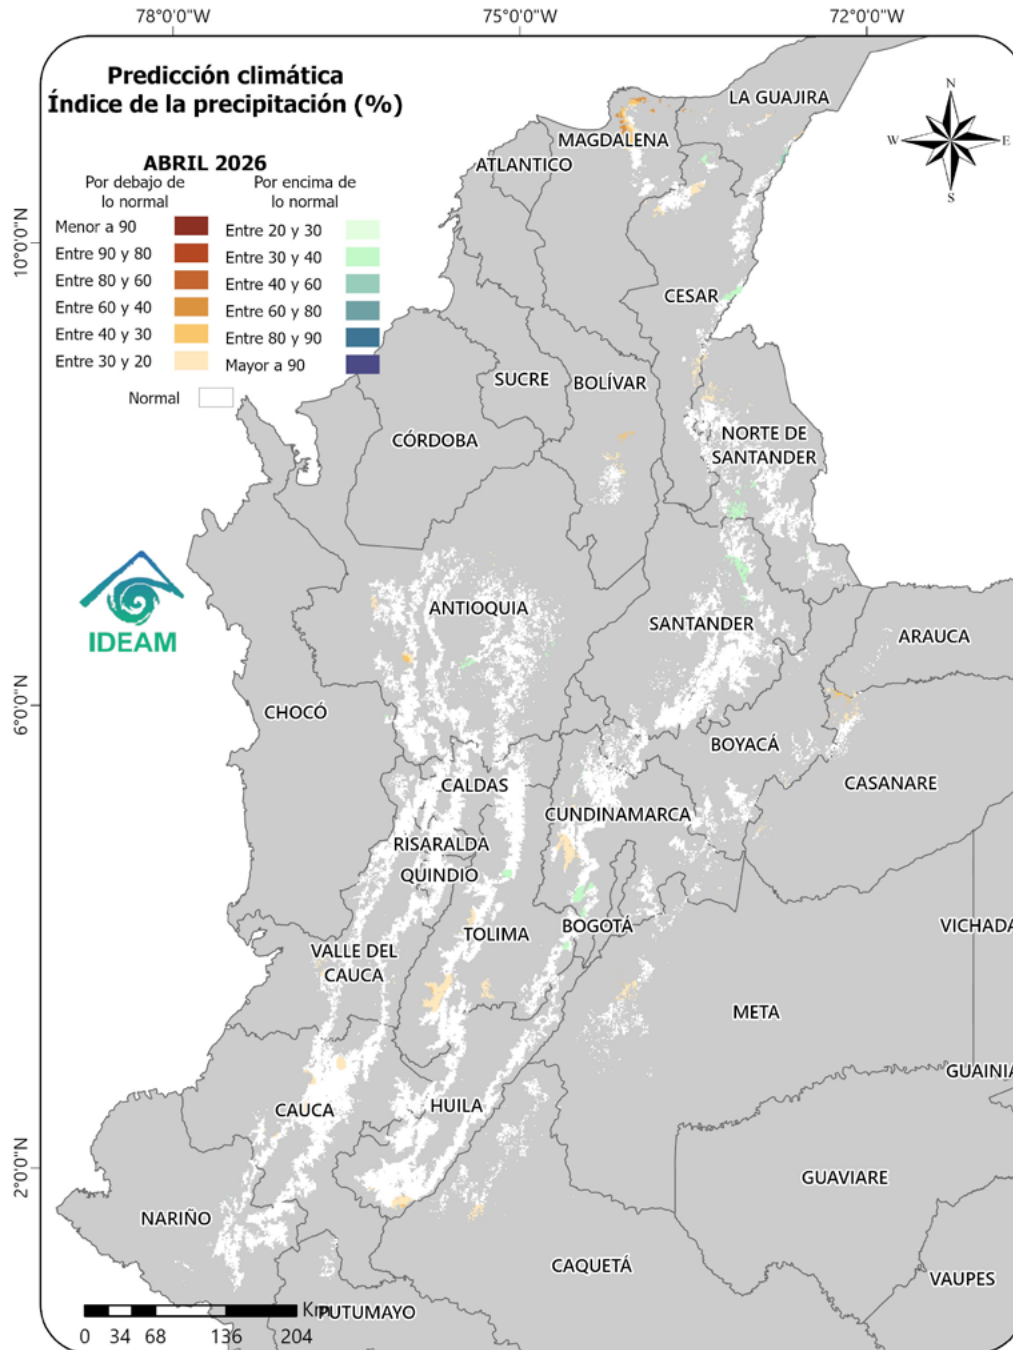 78°0'0"W
75°0'0"W
72°0'0"W
Predicción climática
Índice de la precipitación (%)
ABRIL 2026
Por debajo de
lo normal
Menor a 90
Entre 90 y 80
Entre 80 y 60
Entre 60 y 40
Entre 40 y 30
Entre 30 y 20
Por encima de
lo normal
Entre 20 y 30
Entre 30 y 40
Entre 40 y 60
Entre 60 y 80
Entre 80 y 90
Mayor a 90
Normal
N
W
E
S
10°0'0"N
6°0'0"N
2°0'0"N
IDEAM
LA GUAJIRA
MAGDALENA
ATLANTICO
CESAR
SUCRE
BOLÍVAR
CÓRDOBA
NORTE DE
SANTANDER
ANTIOQUIA
SANTANDER
ARAUCA
CHOCÓ
BOYACÁ
CASANARE
CALDAS
CUNDINAMARCA
RISARALDA
QUINDIO
BOGOTÁ
VICHADA
TOLIMA
VALLE DEL
CAUCA
META
GUAINIA
CAUCA
HUILA
GUAVIARE
NARIÑO
CAQUETÁ
VAUPES
PUTUMAYO
Km
0
34
68
136
204